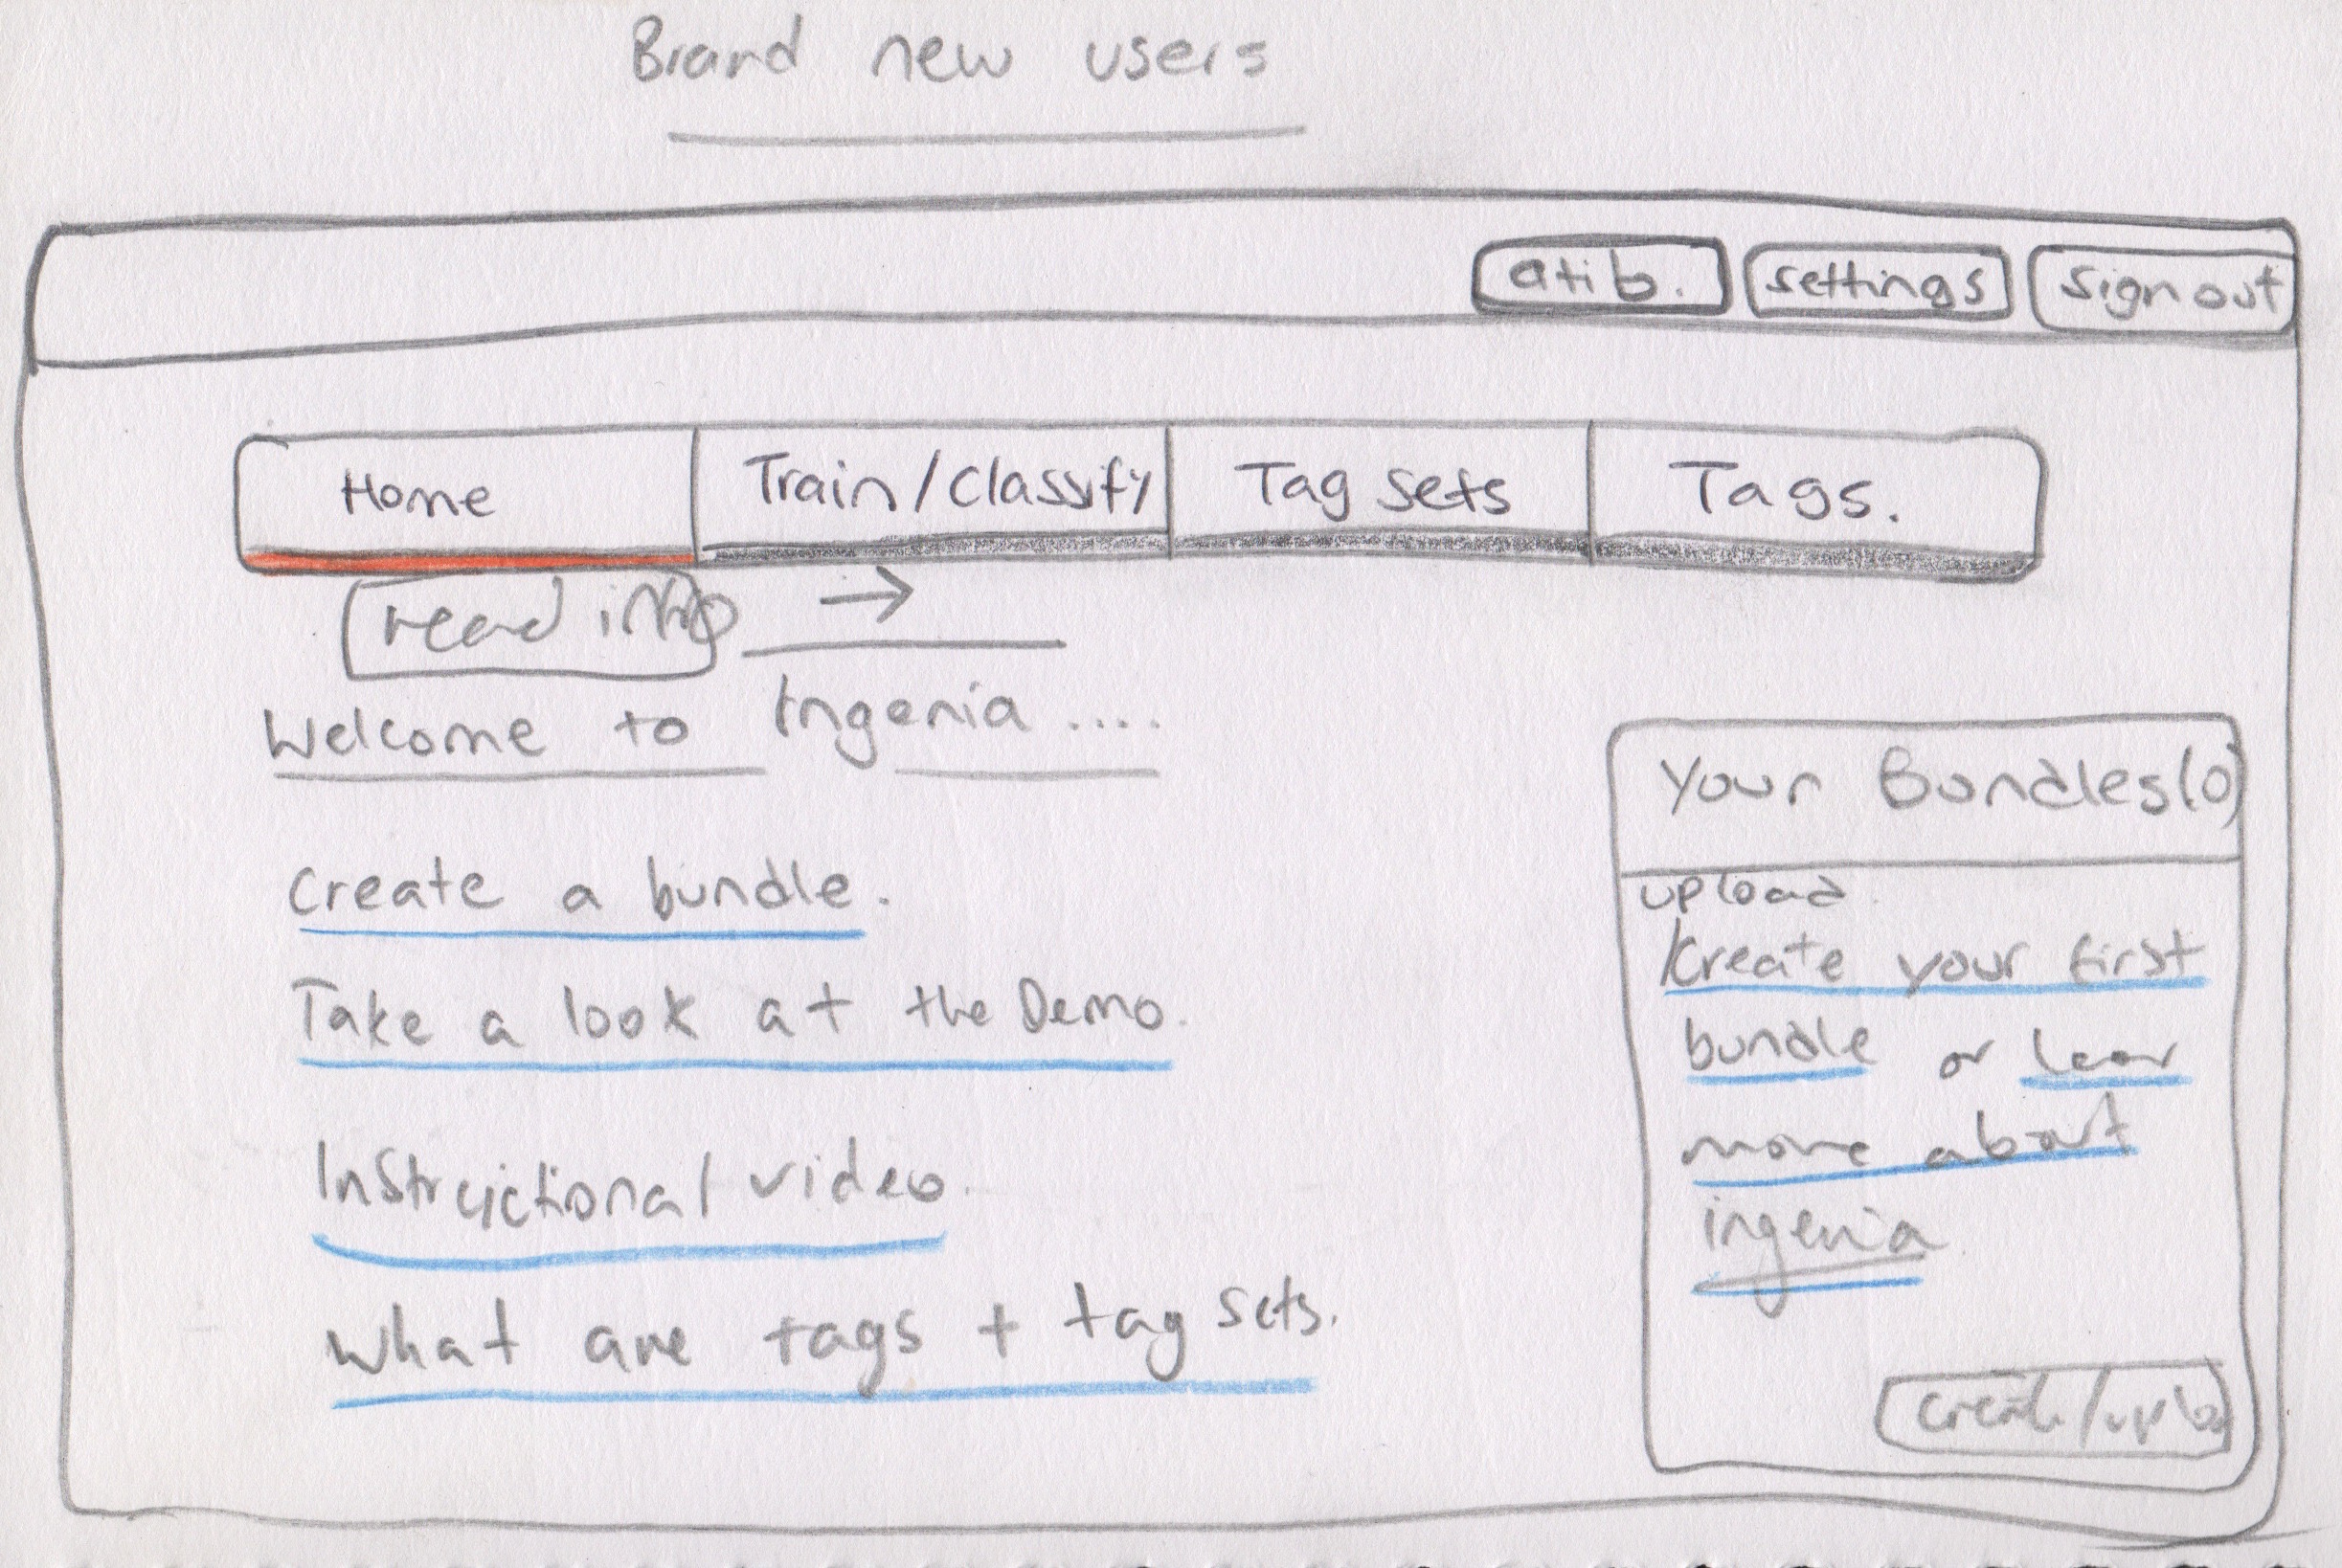 Brand new users
atib. settings sign out
Home Train/Classify Tag Sets Tags.
read info
Welcome to Ingenia ....
Your Bundles(0)
Create a bundle.
upload
/create your first
Take a look at the Demo.
bundle or lear
more about
Instructional video.
ingenia
What are tags + tag sets.
create/uplo